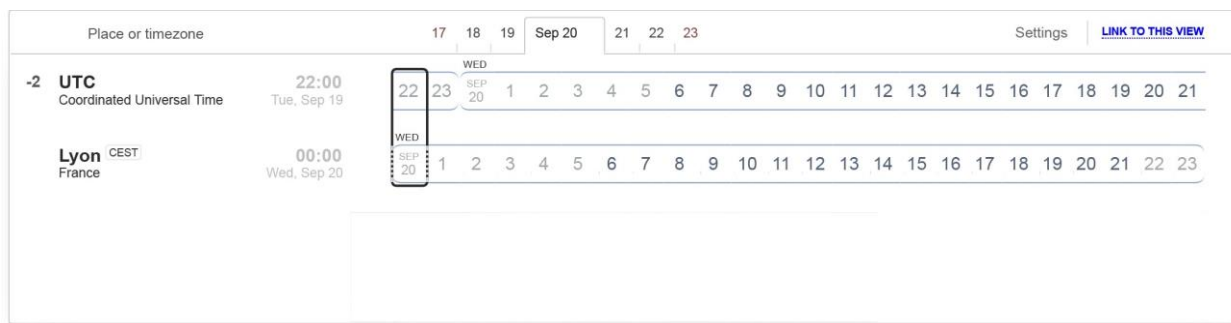 Place or timezone 17 18 19 Sep 20 21 22 23 Settings LINK TO THIS VIEW
WED
-2 UTC 22:00 22 23 SEP 20 1 2 3 4 5 6 7 8 9 10 11 12 13 14 15 16 17 18 19 20 21
Coordinated Universal Time Tue, Sep 19
WED
Lyon CEST 00:00 SEP 20 1 2 3 4 5 6 7 8 9 10 11 12 13 14 15 16 17 18 19 20 21 22 23
France Wed, Sep 20